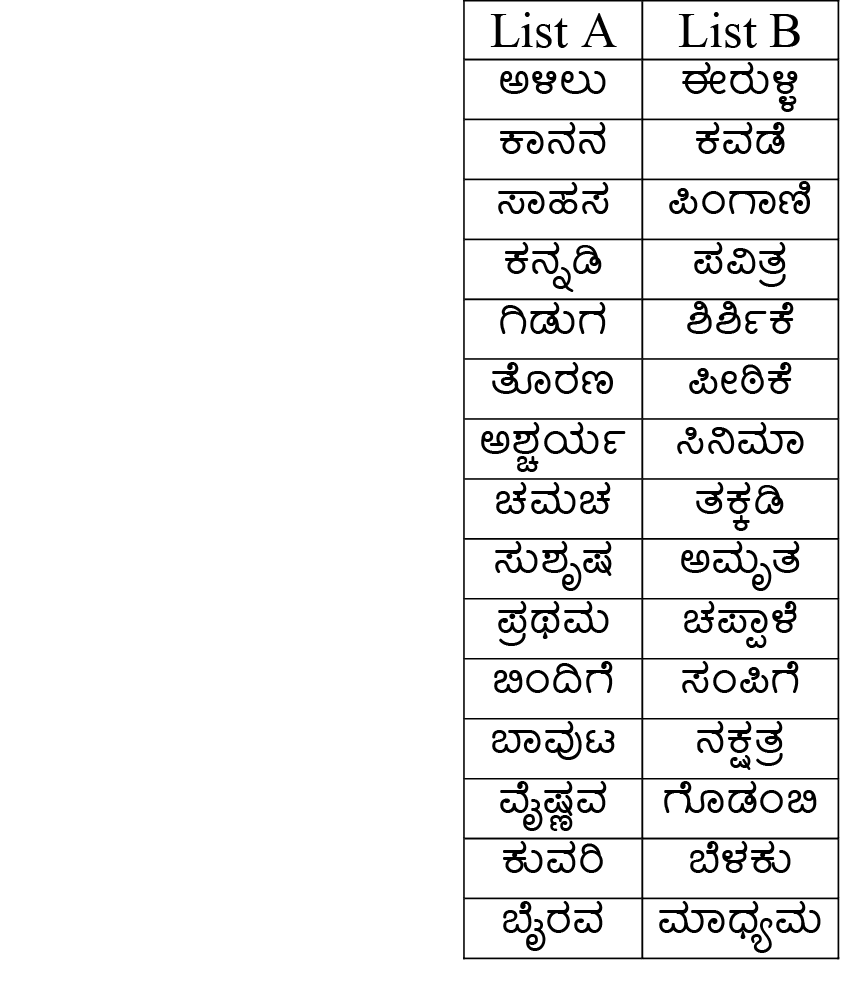 List A List B
ಅಳಿಲು ಈರುಳ್ಳಿ
ಕಾನನ ಕವಡೆ
ಸಾಹಸ ಪಿಂಗಾಣಿ
ಕನ್ನಡಿ ಪವಿತ್ರ
ಗಿಡುಗ ಶಿರ್ಶಿಕೆ
ತೊರಣ ಪೀಠಿಕೆ
ಅಶ್ಚರ್ಯ ಸಿನಿಮಾ
ಚಮಚ ತಕ್ಕಡಿ
ಸುಶೃಷ ಅಮೃತ
ಪ್ರಥಮ ಚಪ್ಪಾಳೆ
ಬಿಂದಿಗೆ ಸಂಪಿಗೆ
ಬಾವುಟ ನಕ್ಷತ್ರ
ವೈಷ್ಣವ ಗೊಡಂಬಿ
ಕುವರಿ ಬೆಳಕು
ಬೈರವ ಮಾಧ್ಯಮ